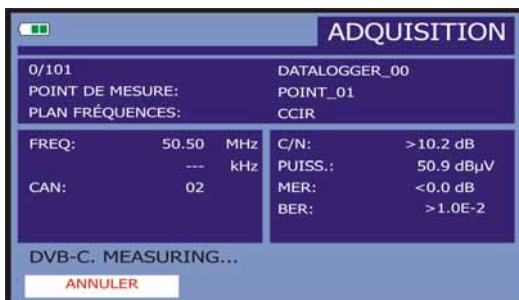 ADQUISITION
0/101 DATALOGGER_00
POINT DE MESURE: POINT_01
PLAN FRÉQUENCES: CCIR
FREQ: 50.50 MHz
--- kHz
CAN: 02
C/N: >10.2 dB
PUISS.: 50.9 dBµV
MER: <0.0 dB
BER: >1.0E-2
DVB-C. MEASURING...
ANNULER